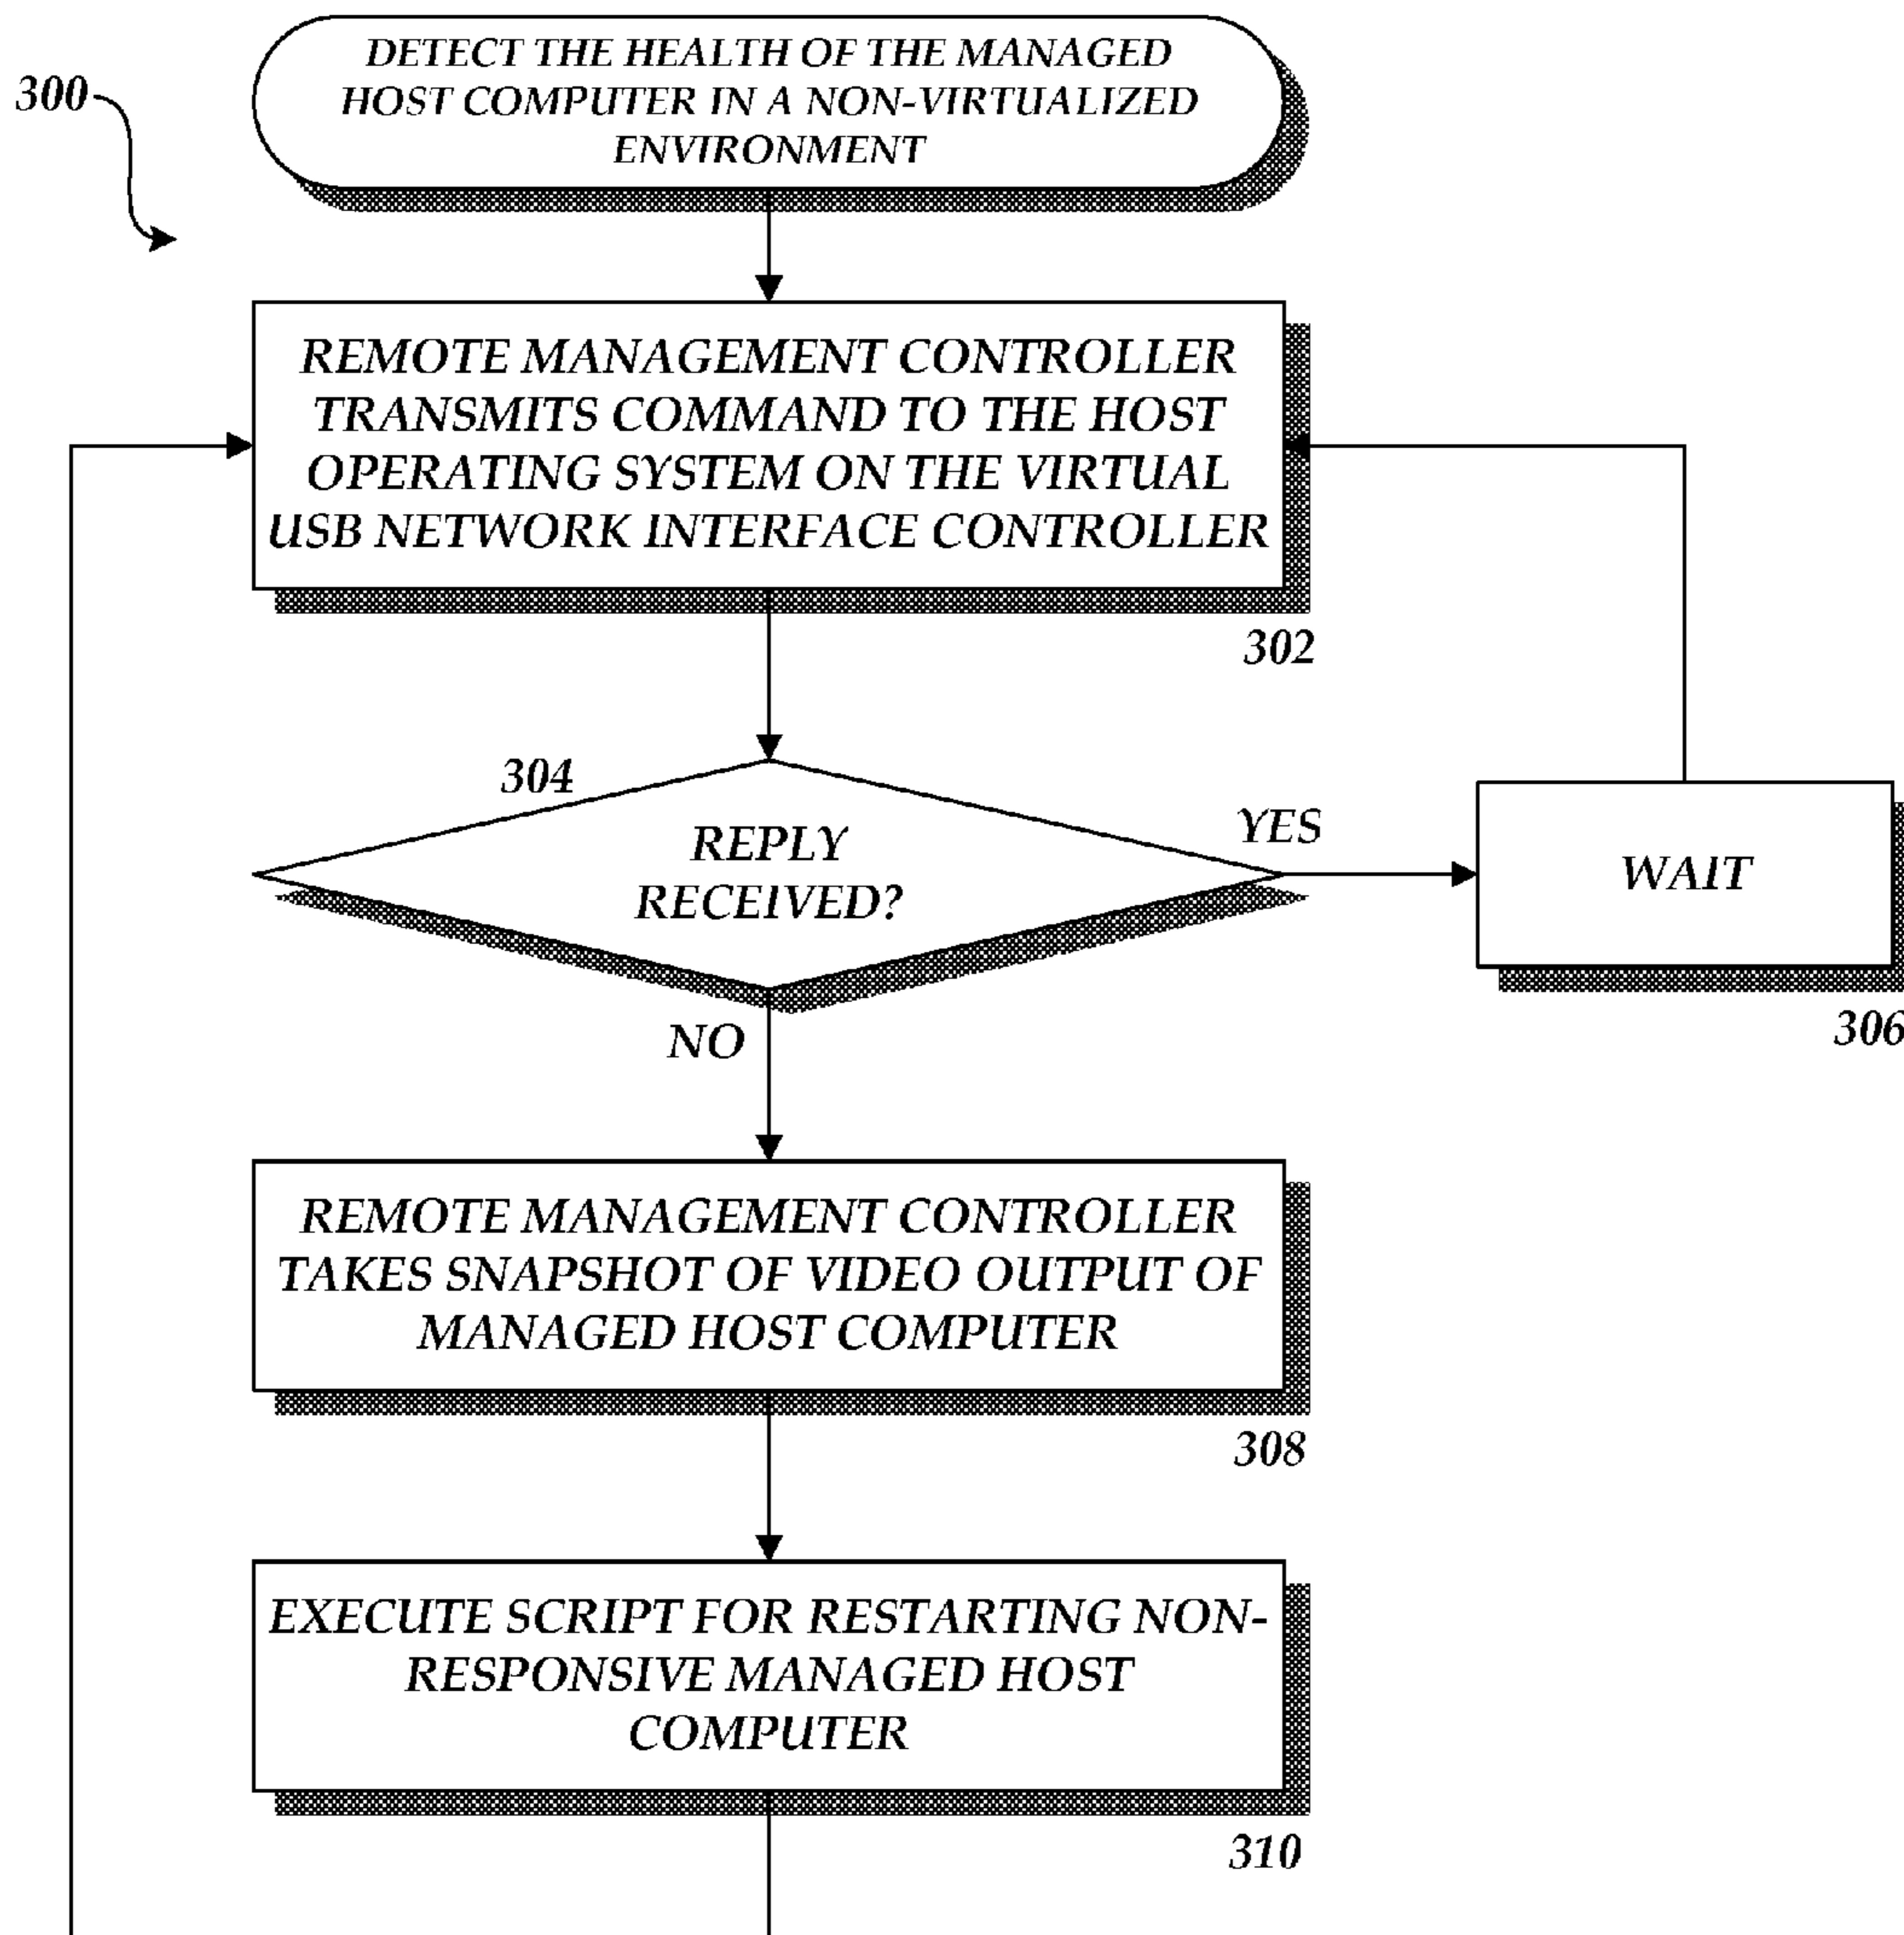 DETECT THE HEALTH OF THE MANAGED
HOST COMPUTER IN A NON-VIRTUALIZED
ENVIRONMENT
300
REMOTE MANAGEMENT CONTROLLER
TRANSMITS COMMAND TO THE HOST
OPERATING SYSTEM ON THE VIRTUAL
USB NETWORK INTERFACE CONTROLLER
302
304
REPLY
RECEIVED?
YES
WAIT
306
NO
REMOTE MANAGEMENT CONTROLLER
TAKES SNAPSHOT OF VIDEO OUTPUT OF
MANAGED HOST COMPUTER
308
EXECUTE SCRIPT FOR RESTARTING NON-
RESPONSIVE MANAGED HOST
COMPUTER
310